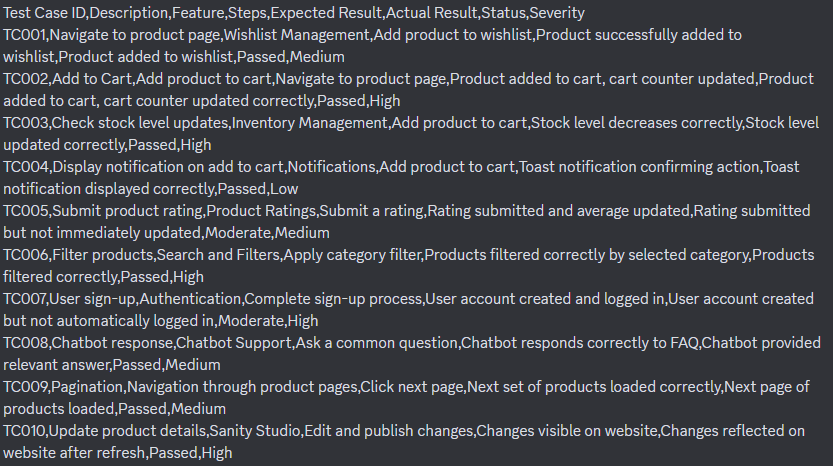 Test Case ID,Description,Feature,Steps,Expected Result,Actual Result,Status,Severity
TC001,Navigate to product page,Wishlist Management,Add product to wishlist,Product successfully added to
wishlist,Product added to wishlist,Passed,Medium
TC002,Add to Cart,Add product to cart,Navigate to product page,Product added to cart, cart counter updated,Product
added to cart, cart counter updated correctly,Passed,High
TC003,Check stock level updates,Inventory Management,Add product to cart,Stock level decreases correctly,Stock level
updated correctly,Passed,High
TC004,Display notification on add to cart,Notifications,Add product to cart,Toast notification confirming action,Toast
notification displayed correctly,Passed,Low
TC005,Submit product rating,Product Ratings,Submit a rating,Rating submitted and average updated,Rating submitted
but not immediately updated,Moderate,Medium
TC006,Filter products,Search and Filters,Apply category filter,Products filtered correctly by selected category,Products
filtered correctly,Passed,High
TC007,User sign-up,Authentication,Complete sign-up process,User account created and logged in,User account created
but not automatically logged in,Moderate,High
TC008,Chatbot response,Chatbot Support,Ask a common question,Chatbot responds correctly to FAQ,Chatbot provided
relevant answer,Passed,Medium
TC009,Pagination,Navigation through product pages,Click next page,Next set of products loaded correctly,Next page of
products loaded,Passed,Medium
TC010,Update product details,Sanity Studio,Edit and publish changes,Changes visible on website,Changes reflected on
website after refresh,Passed,High